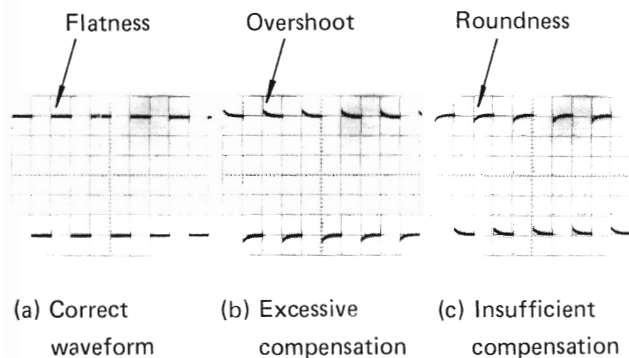 Flatness
Overshoot
Roundness
(a) Correct
waveform
(b) Excessive
compensation
(c) Insufficient
compensation